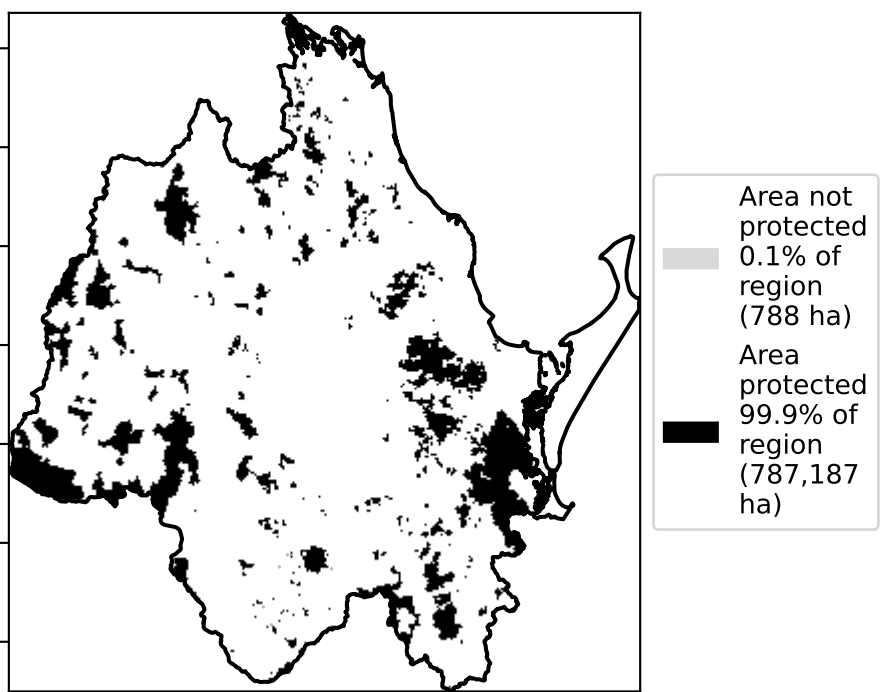 Area not
protected
0.1% of
region
(788 ha)
Area
protected
99.9% of
region
(787,187
ha)